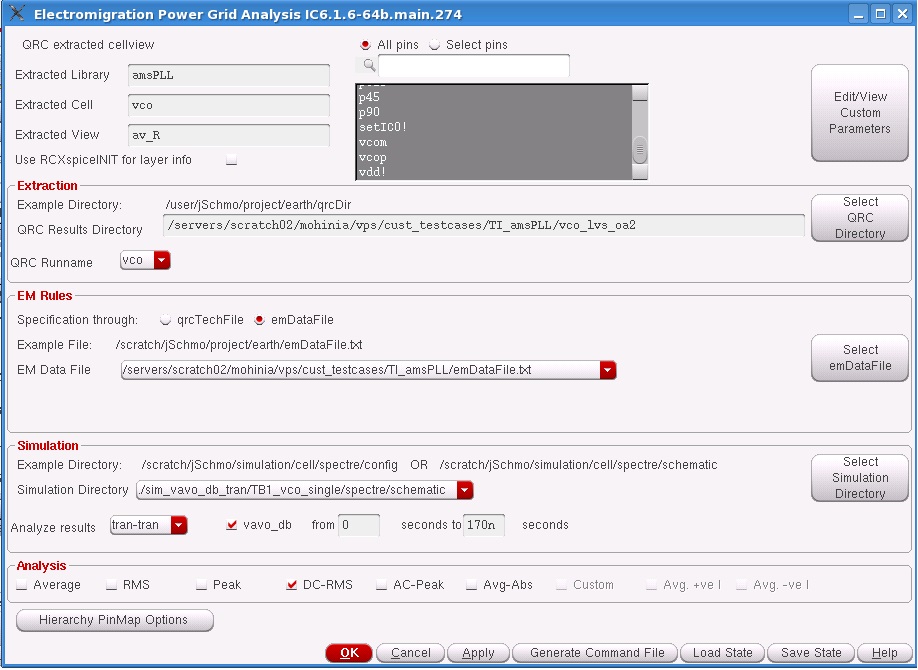 Electromigration Power Grid Analysis IC6.1.6-64b.main.274
QRC extracted cellview
All pins Select pins
Extracted Library amsPLL
Extracted Cell vco
Extracted View av_R
Use RCXspiceINIT for layer info
p45
p90
setIC0!
vcom
vcop
vdd!
Edit/View
Custom
Parameters
Extraction
Example Directory: /user/jSchmo/project/earth/qrcDir
QRC Results Directory /servers/scratch02/mohinia/vps/cust_testcases/TI_amsPLL/vco_lvs_oa2
Select
QRC
Directory
QRC Runname vco
EM Rules
Specification through: qrcTechFile emDataFile
Example File: /scratch/jSchmo/project/earth/emDataFile.txt
EM Data File /servers/scratch02/mohinia/vps/cust_testcases/TI_amsPLL/emDataFile.txt
Select
emDataFile
Simulation
Example Directory: /scratch/jSchmo/simulation/cell/spectre/config OR /scratch/jSchmo/simulation/cell/spectre/schematic
Simulation Directory ./sim_vavo_db_tran/TB1_vco_single/spectre/schematic
Select
Simulation
Directory
Analyze results tran-tran vavo_db from 0 seconds to 170n seconds
Analysis
Average RMS Peak DC-RMS AC-Peak Avg-Abs Custom Avg. +ve I Avg. -ve I
Hierarchy PinMap Options
OK Cancel Apply Generate Command File Load State Save State Help